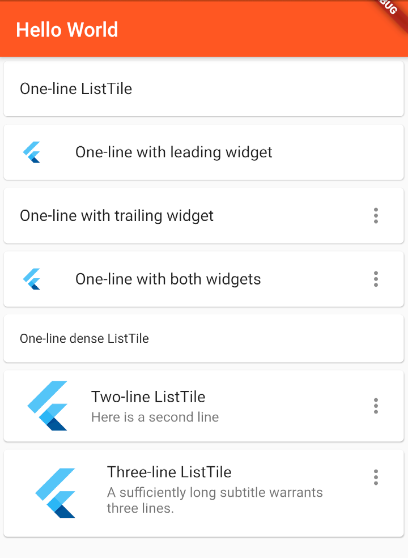 Hello World
BUG
One-line ListTile
One-line with leading widget
One-line with trailing widget
One-line with both widgets
One-line dense ListTile
Two-line ListTile
Here is a second line
Three-line ListTile
A sufficiently long subtitle warrants
three lines.